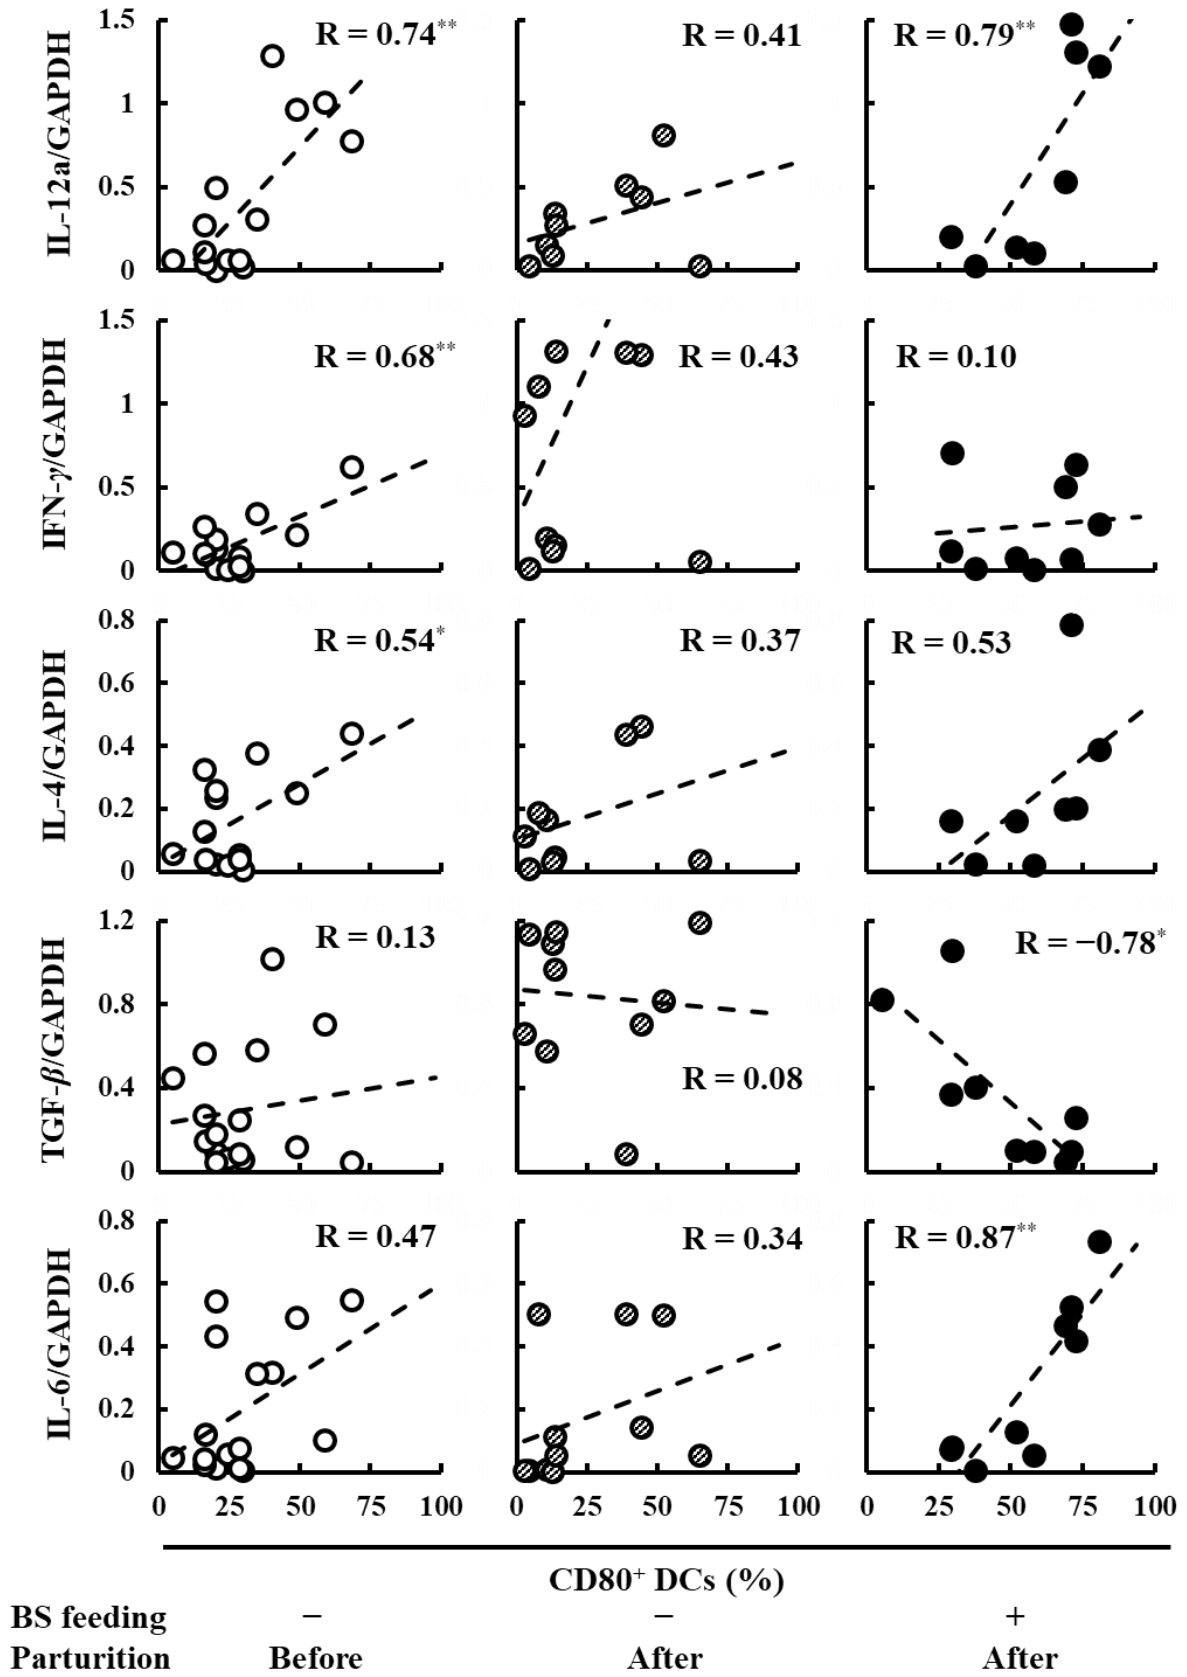 IL-12a/GAPDH
1.5
1
0.5
0
R = 0.74**
R = 0.41
R = 0.79**
IFN-γ/GAPDH
1.5
1
0.5
0
R = 0.68**
R = 0.43
R = 0.10
IL-4/GAPDH
0.8
0.6
0.4
0.2
0
R = 0.54*
R = 0.37
R = 0.53
TGF-β/GAPDH
1.2
0.8
0.4
0
R = 0.13
R = 0.08
R = −0.78*
IL-6/GAPDH
0.8
0.6
0.4
0.2
0
R = 0.47
R = 0.34
R = 0.87**
0 25 50 75 100 0 25 50 75 100 0 25 50 75 100
CD80⁺ DCs (%)
BS feeding − − +
Parturition Before After After